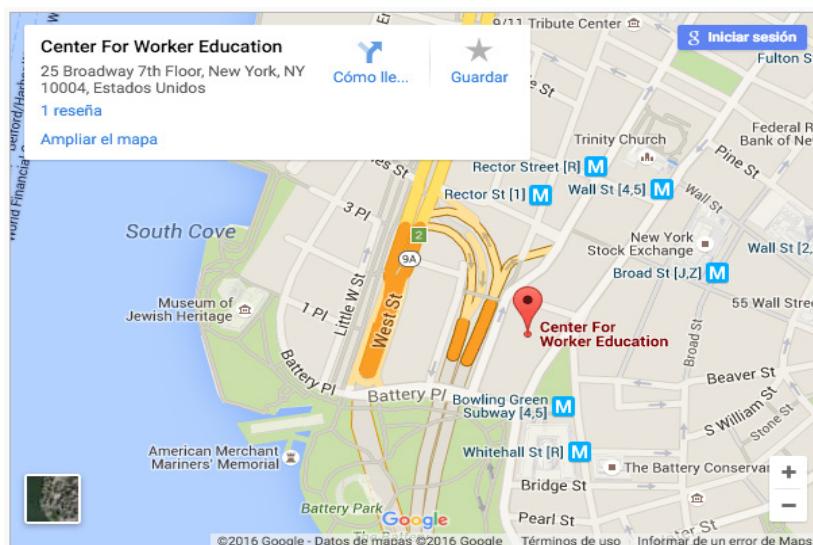 Center For Worker Education
25 Broadway 7th Floor, New York, NY
10004, Estados Unidos
1 reseña
Ampliar el mapa
Cómo lle...
Guardar
9/11 Tribute Center
g Iniciar sesión
Fulton St
Trinity Church
Federal R
Bank of New
Pine St
Rector Street [R] M
Rector St [1] M
Wall St [4,5] M
Wall St
South Cove
3 Pl
2
9A
New York
Stock Exchange
Wall St [2,
Broad St [J,Z] M
Museum of
Jewish Heritage
1 Pl
Little W St
West St
Center For
Worker Education
55 Wall Stree
Broad St
Battery Pl
Battery Pl
Beaver St
Bowling Green
Subway [4,5] M
S William St
Stone St
American Merchant
Mariners' Memorial
Whitehall St [R] M
The Battery Conservan
Bridge St
Battery Park
Pearl St
Google
+
−
©2016 Google - Datos de mapas ©2016 Google
Términos de uso
Informar de un error de Maps